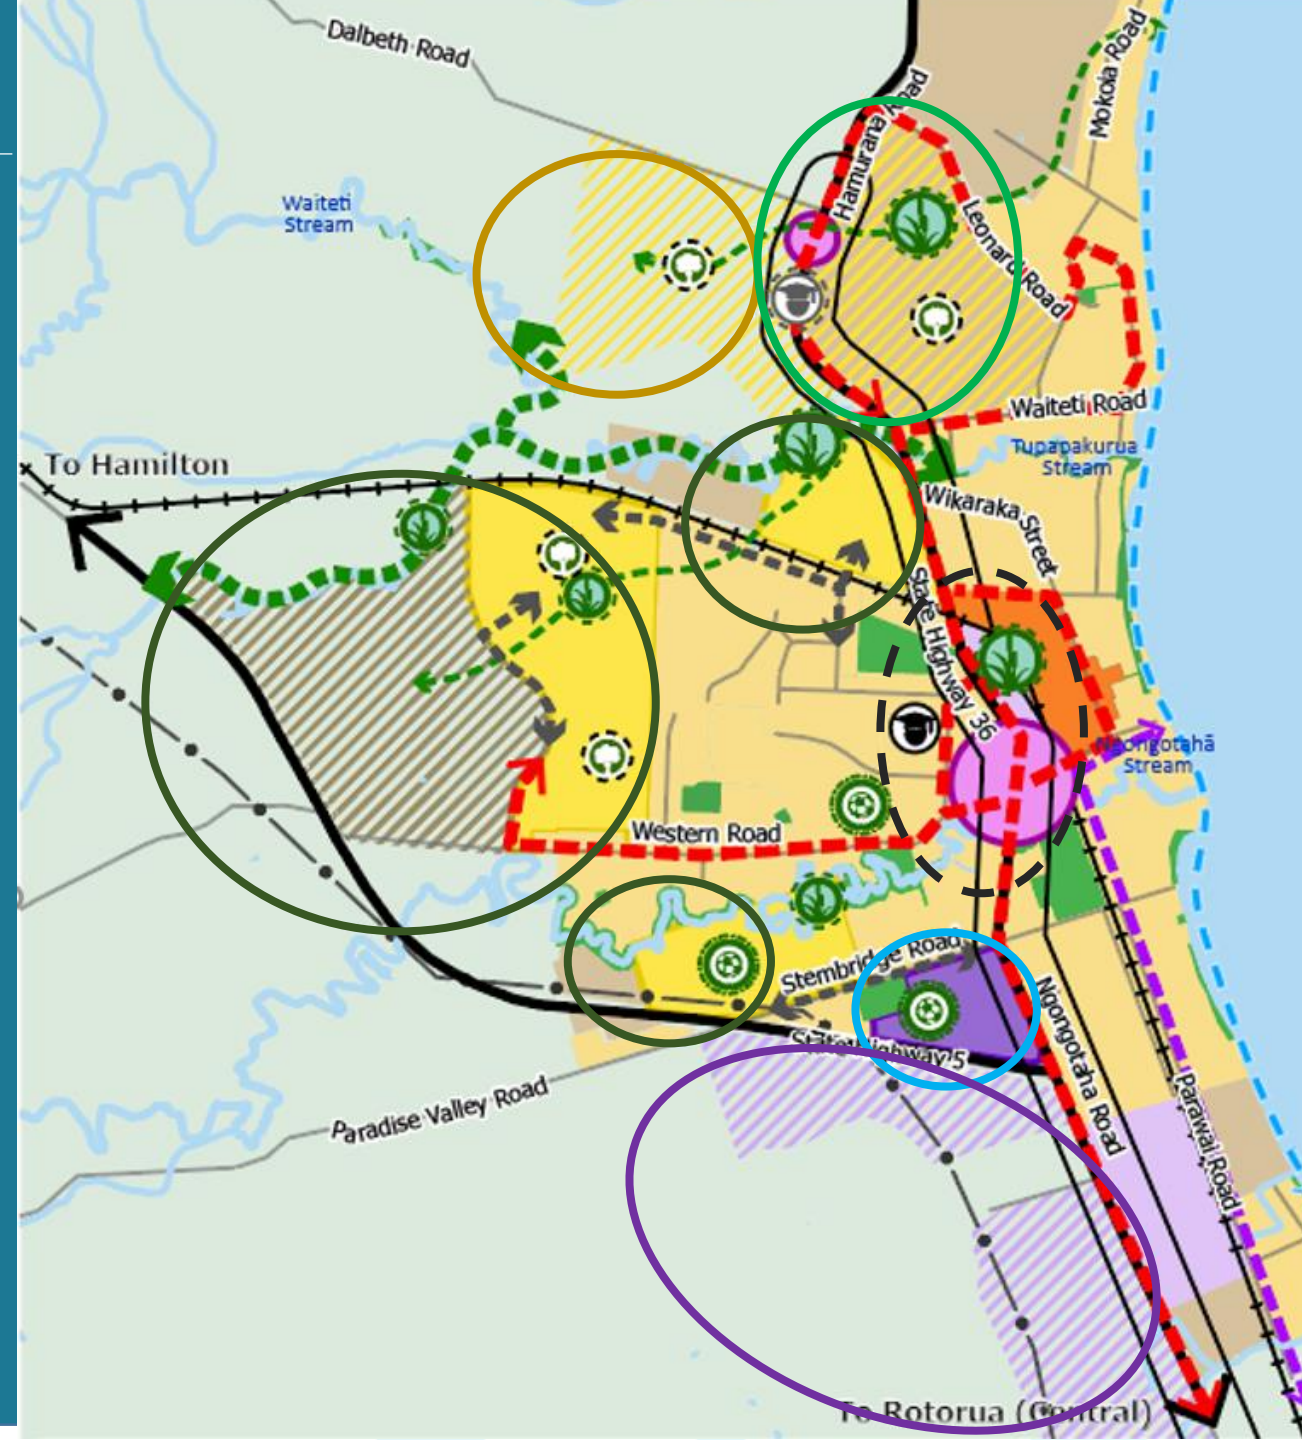 Dalbeth Road
Mokoia Road
Hamurana Road
Waiteti
Stream
Leonard Road
Waiteti Road
To Hamilton
Tupapakurua
Stream
Wikaraka Street
State Highway 36
Ngongotahā
Stream
Western Road
Stembridge Road
State Highway 5
Ngongotaha Road
Paradise Valley Road
Parawai Road
To Rotorua (Central)